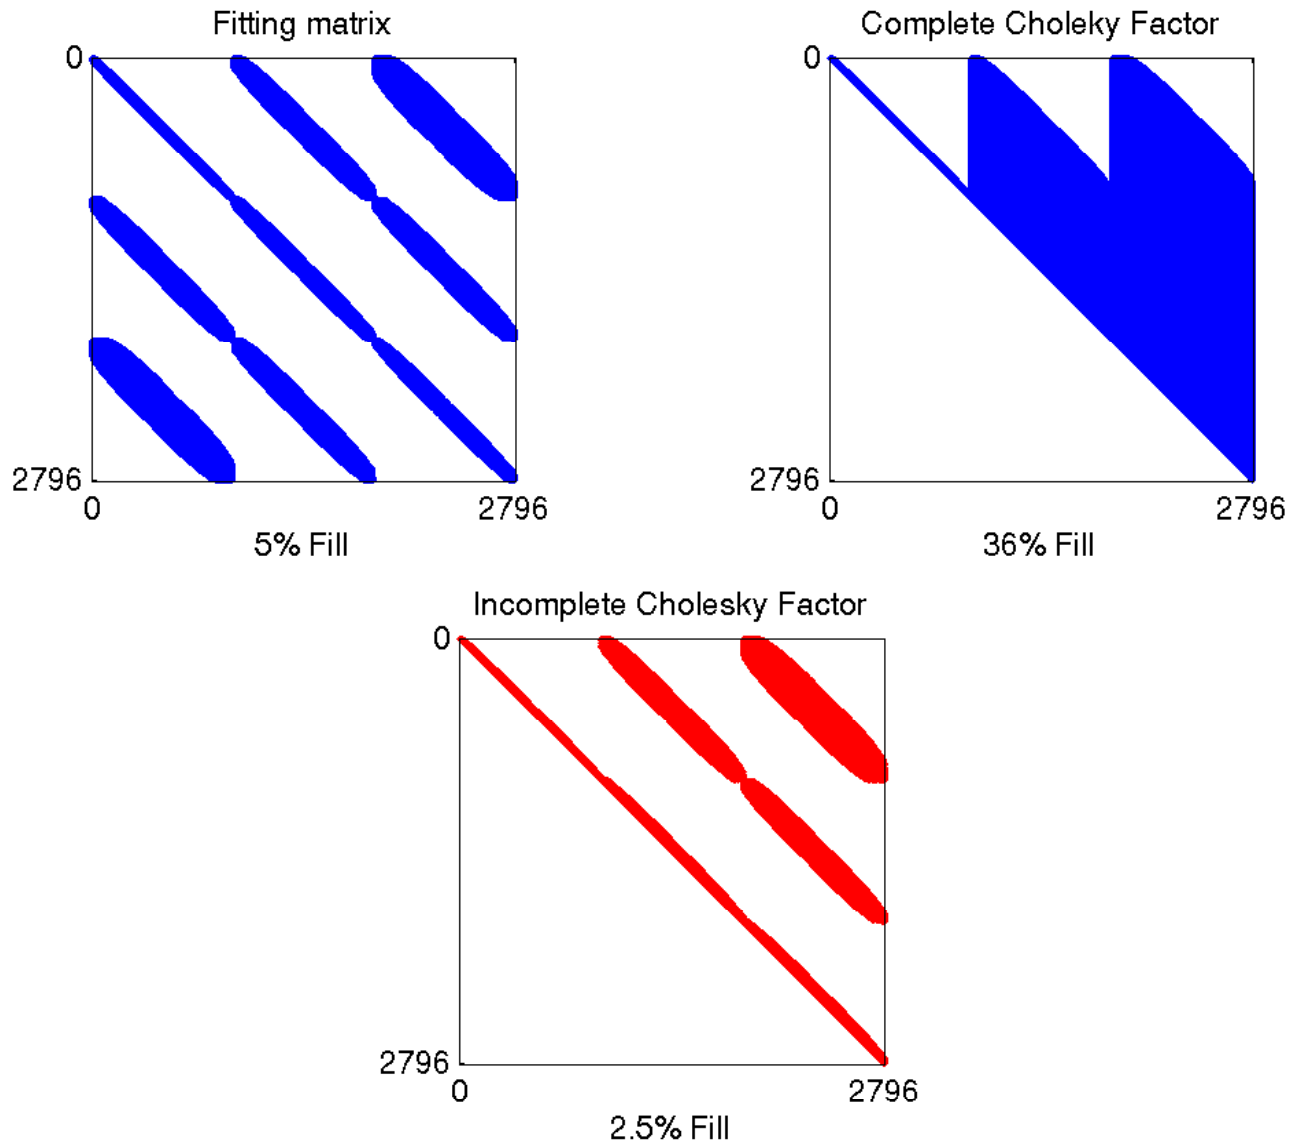 Fitting matrix
0
2796
0 2796
5% Fill
Complete Choleky Factor
0
2796
0 2796
36% Fill
Incomplete Cholesky Factor
0
2796
0 2796
2.5% Fill